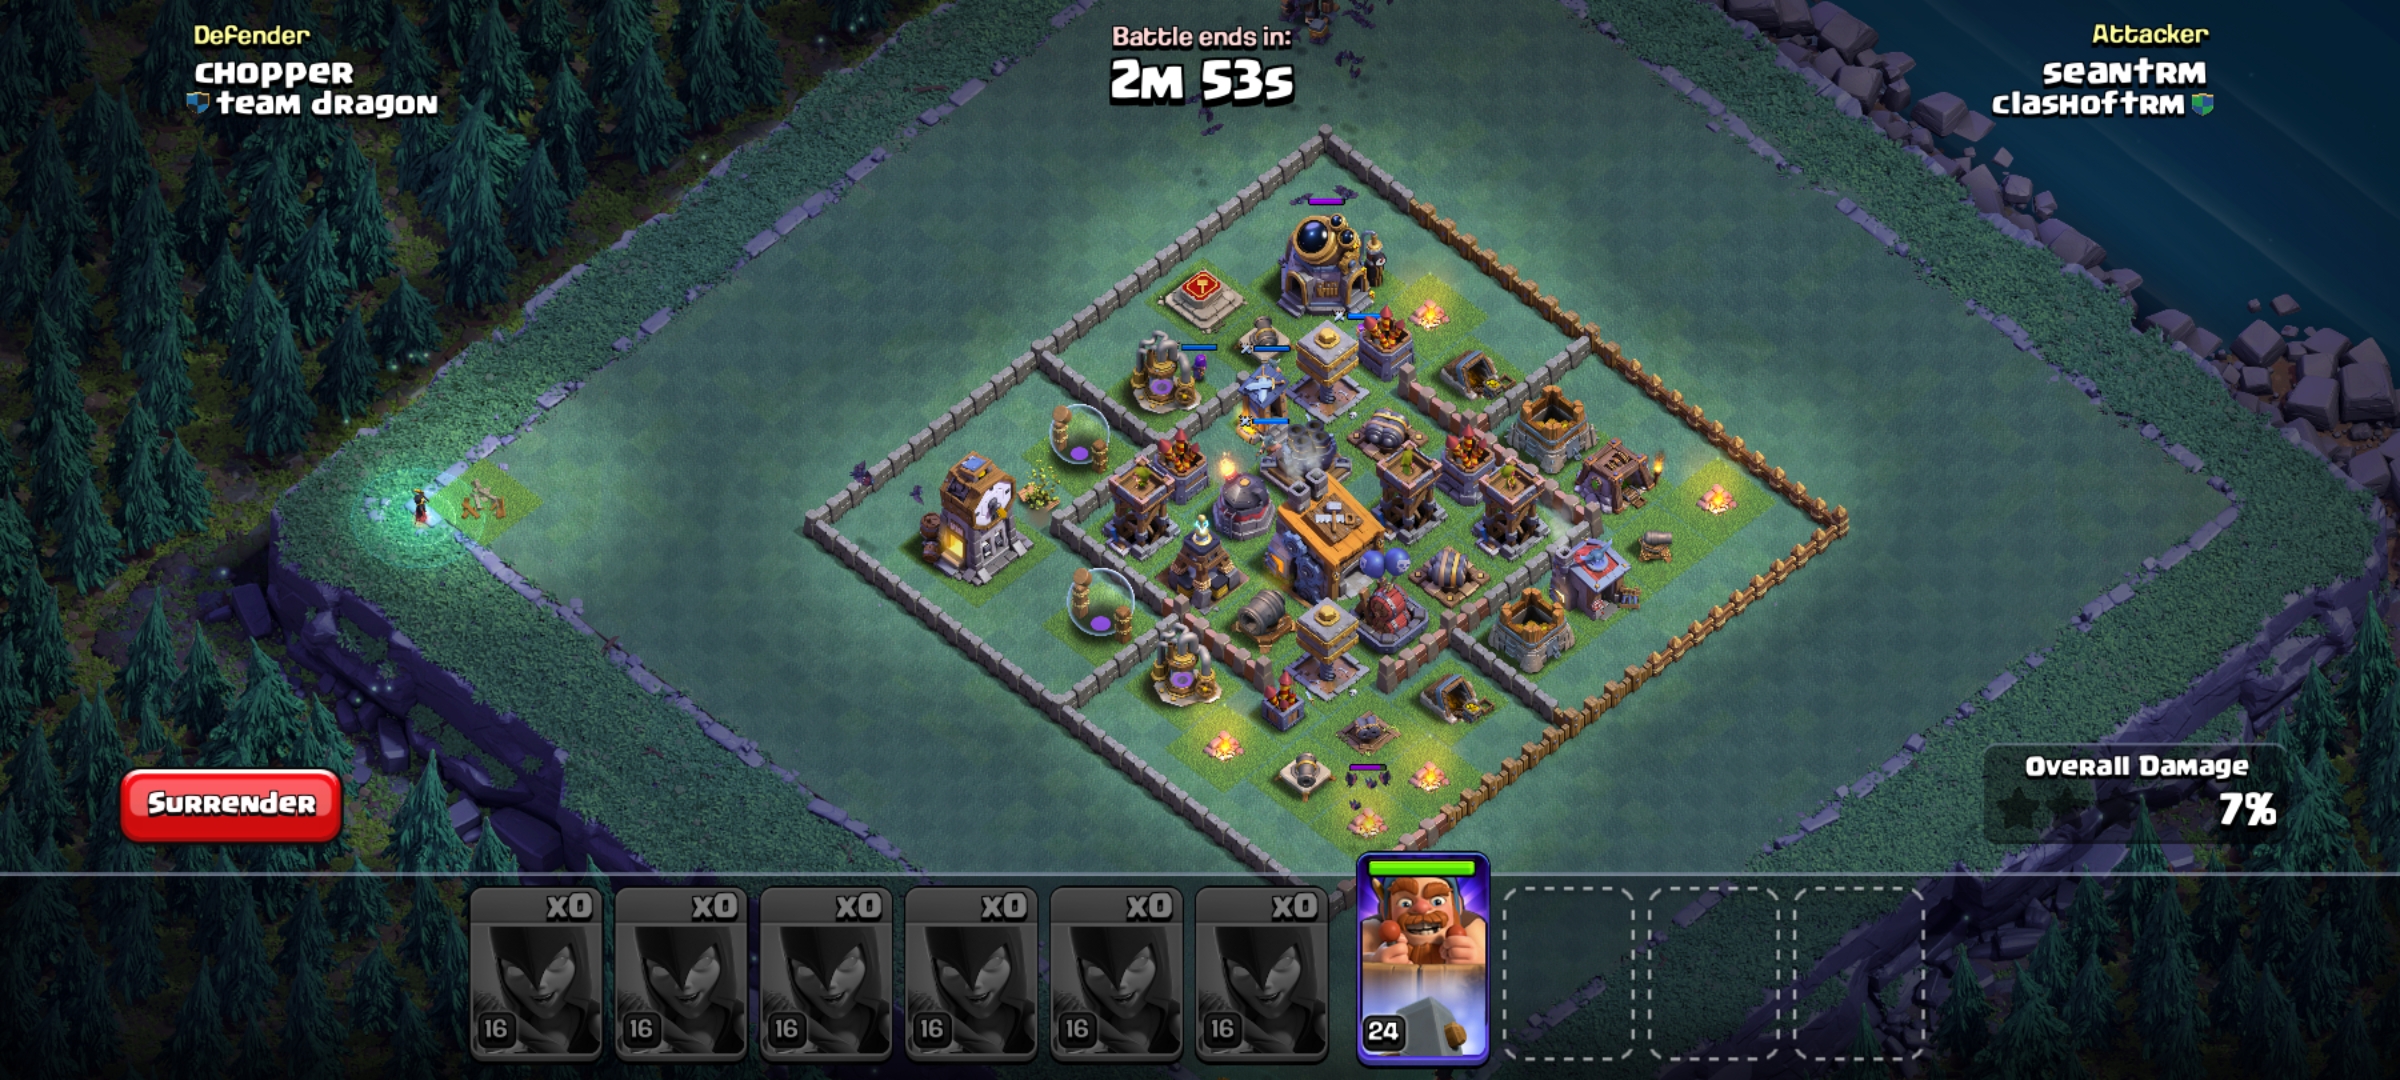 Defender
CHOPPER
team dragon
Battle ends in:
2M 53s
Attacker
seantRM
clashoftRM
Surrender
Overall Damage
7%
x0
x0
x0
x0
x0
x0
16
16
16
16
16
16
24